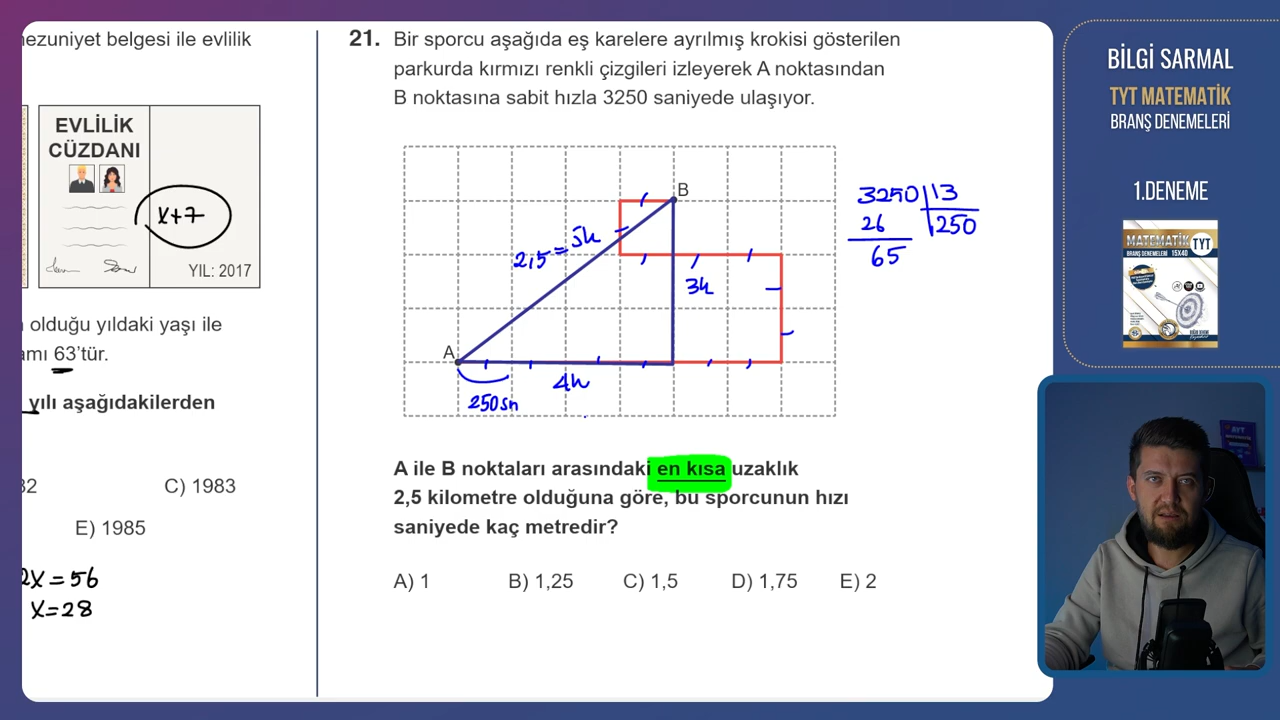 mezuniyet belgesi ile evlilik
EVLİLİK
CÜZDANI
x+7
YIL: 2017
olduğu yıldaki yaşı ile
amı 63'tür.
yılı aşağıdakilerden
32
C) 1983
E) 1985
2x = 56
x=28
21. Bir sporcu aşağıda eş karelere ayrılmış krokisi gösterilen
parkurda kırmızı renkli çizgileri izleyerek A noktasından
B noktasına sabit hızla 3250 saniyede ulaşıyor.
B
2,5 = 5k
3k
A
4k
250sn
3250 13
26 250
65
A ile B noktaları arasındaki en kısa uzaklık
2,5 kilometre olduğuna göre, bu sporcunun hızı
saniyede kaç metredir?
A) 1 B) 1,25 C) 1,5 D) 1,75 E) 2
BİLGİ SARMAL
TYT MATEMATİK
BRANŞ DENEMELERİ
1.DENEME
MATEMATİK TYT
BRANŞ DENEMELERİ 15X40